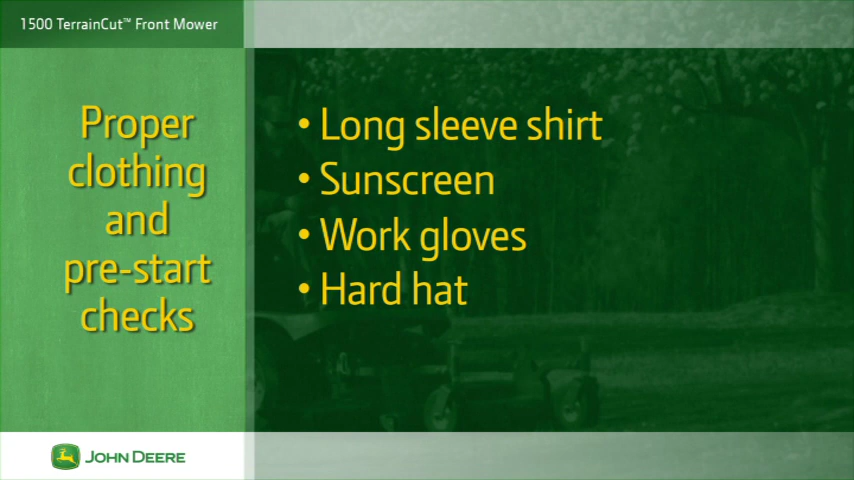 1500 TerrainCut™ Front Mower
Proper
clothing
and
pre-start
checks
• Long sleeve shirt
• Sunscreen
• Work gloves
• Hard hat
JOHN DEERE